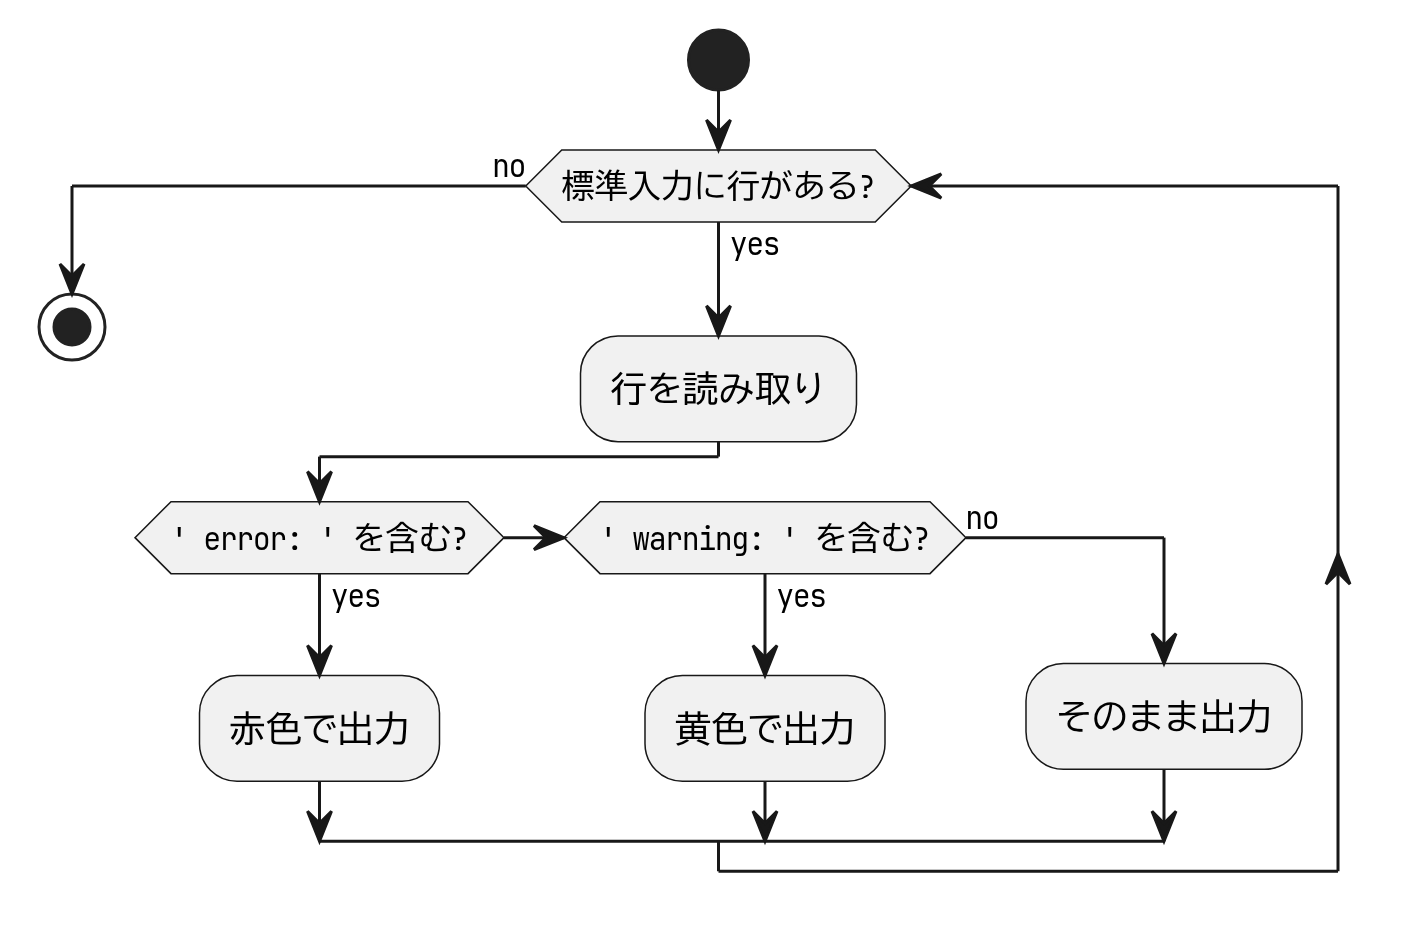 no
標準入力に行がある?
yes
行を読み取り
' error: ' を含む?
' warning: ' を含む?
no
yes
yes
赤色で出力
黄色で出力
そのまま出力